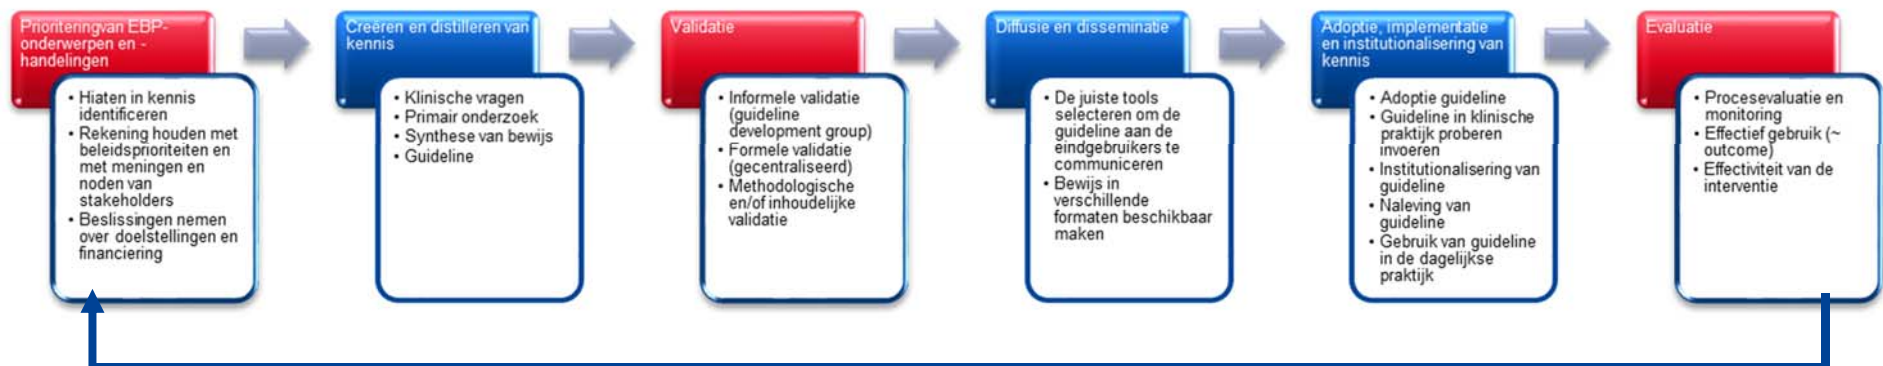 Prioriteringvan EBP-
onderwerpen en -
handelingen
• Hiaten in kennis
identificeren
• Rekening houden met
beleidsprioriteiten en
met meningen en
noden van
stakeholders
• Beslissingen nemen
over doelstellingen en
financiering
Creëren en distilleren van
kennis
• Klinische vragen
• Primair onderzoek
• Synthese van bewijs
• Guideline
Validatie
• Informele validatie
(guideline
development group)
• Formele validatie
(gecentraliseerd)
• Methodologische
en/of inhoudelijke
validatie
Diffusie en disseminatie
• De juiste tools
selecteren om de
guideline aan de
eindgebruikers te
communiceren
• Bewijs in
verschillende
formaten beschikbaar
maken
Adoptie, implementatie
en institutionalisering van
kennis
• Adoptie guideline
• Guideline in klinische
praktijk proberen
invoeren
• Institutionalisering van
guideline
• Naleving van
guideline
• Gebruik van guideline
in de dagelijkse
praktijk
Evaluatie
• Procesevaluatie en
monitoring
• Effectief gebruik (~
outcome)
• Effectiviteit van de
interventie